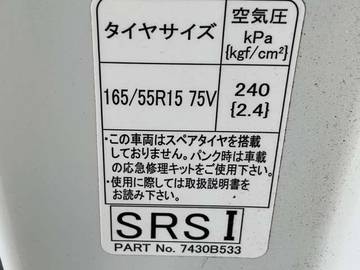 タイヤサイズ
空気圧
kPa
{kgf/cm²}
165/55R15 75V
240
{2.4}
・この車両はスペアタイヤを搭載
しておりません。パンク時は車載
の応急修理キットをご使用下さい。
・使用に際しては取扱説明書を
お読み下さい。
SRS I
PART No. 7430B533